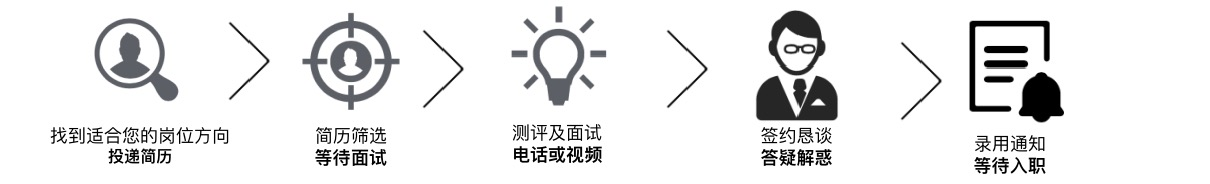 找到适合您的岗位方向
投递简历
简历筛选
等待面试
测评及面试
电话或视频
签约恳谈
答疑解惑
录用通知
等待入职